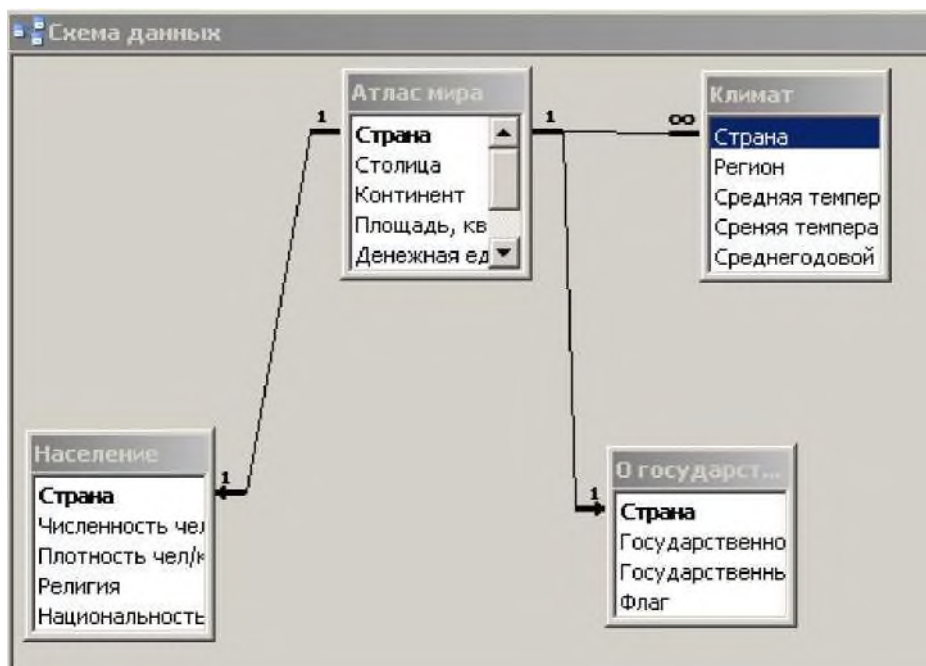 Схема данных
Атлас мира
Страна
Столица
Континент
Площадь, кв
Денежная ед
1
1
∞
Климат
Страна
Регион
Средняя темпер
Среняя темпера
Среднегодовой
Население
Страна
Численность чел
Плотность чел/к
Религия
Национальность
1
О государст...
Страна
Государственно
Государственнь
Флаг
1